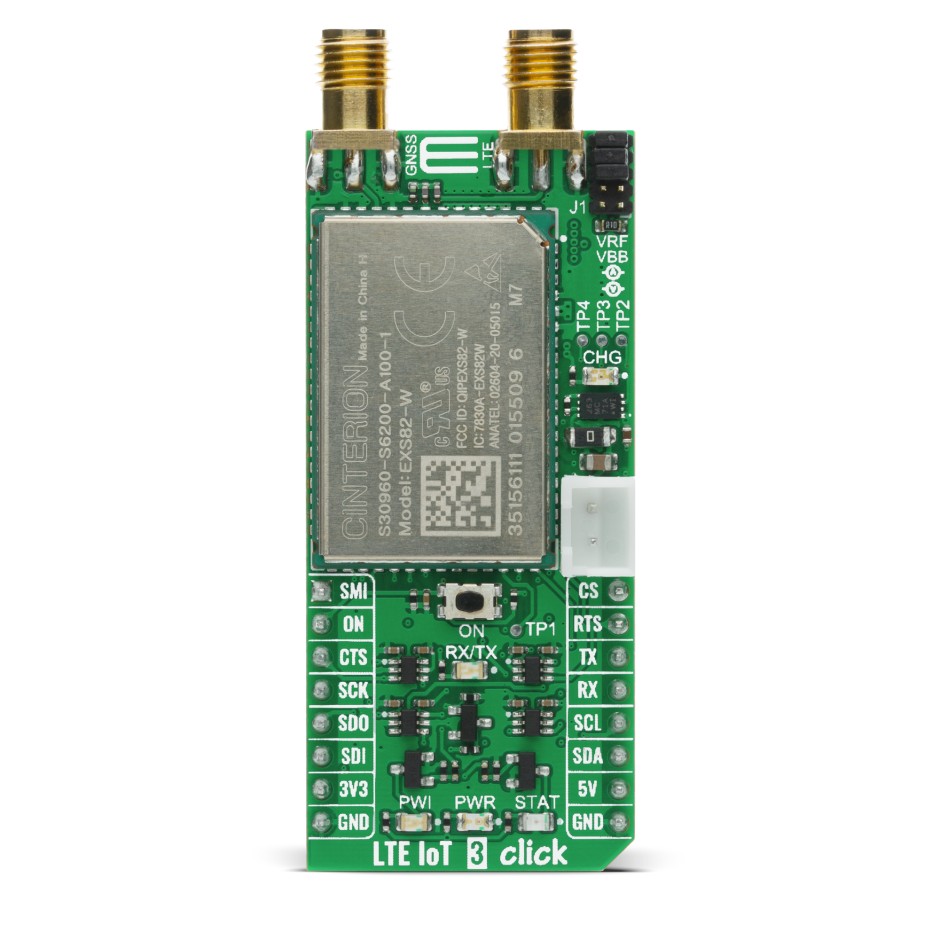 GNSS
LTE
J1
R10
VRF
VBB
TP4
TP3
TP2
CHG
CINTERION
Made in China H
S30960-S6200-A100-1
Model: EXS82-W
c RU® US
FCC ID: QIPEXS82-W
IC:7830A-EXS82W
ANATEL: 02604-20-05015
35156111 015509 6
M7
SMI
ON
CTS
SCK
SDO
SDI
3V3
GND
ON
TP1
RX/TX
CS
RTS
TX
RX
SCL
SDA
5V
GND
PWI
PWR
STAT
LTE IoT 3 click